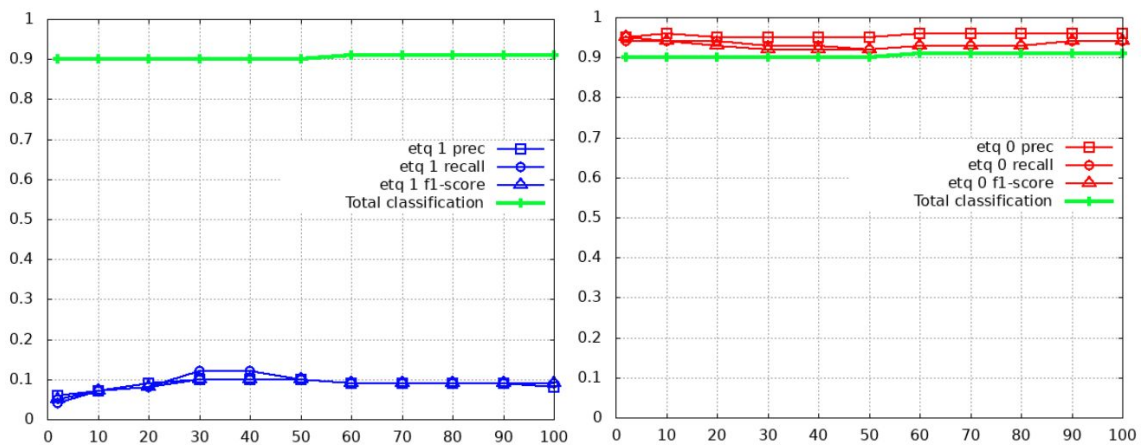 1
0.9
0.8
0.7
0.6
0.5
0.4
0.3
0.2
0.1
0
etq 1 prec
etq 1 recall
etq 1 f1-score
Total classification
0 10 20 30 40 50 60 70 80 90 100
1
0.9
0.8
0.7
0.6
0.5
0.4
0.3
0.2
0.1
0
etq 0 prec
etq 0 recall
etq 0 f1-score
Total classification
0 10 20 30 40 50 60 70 80 90 100